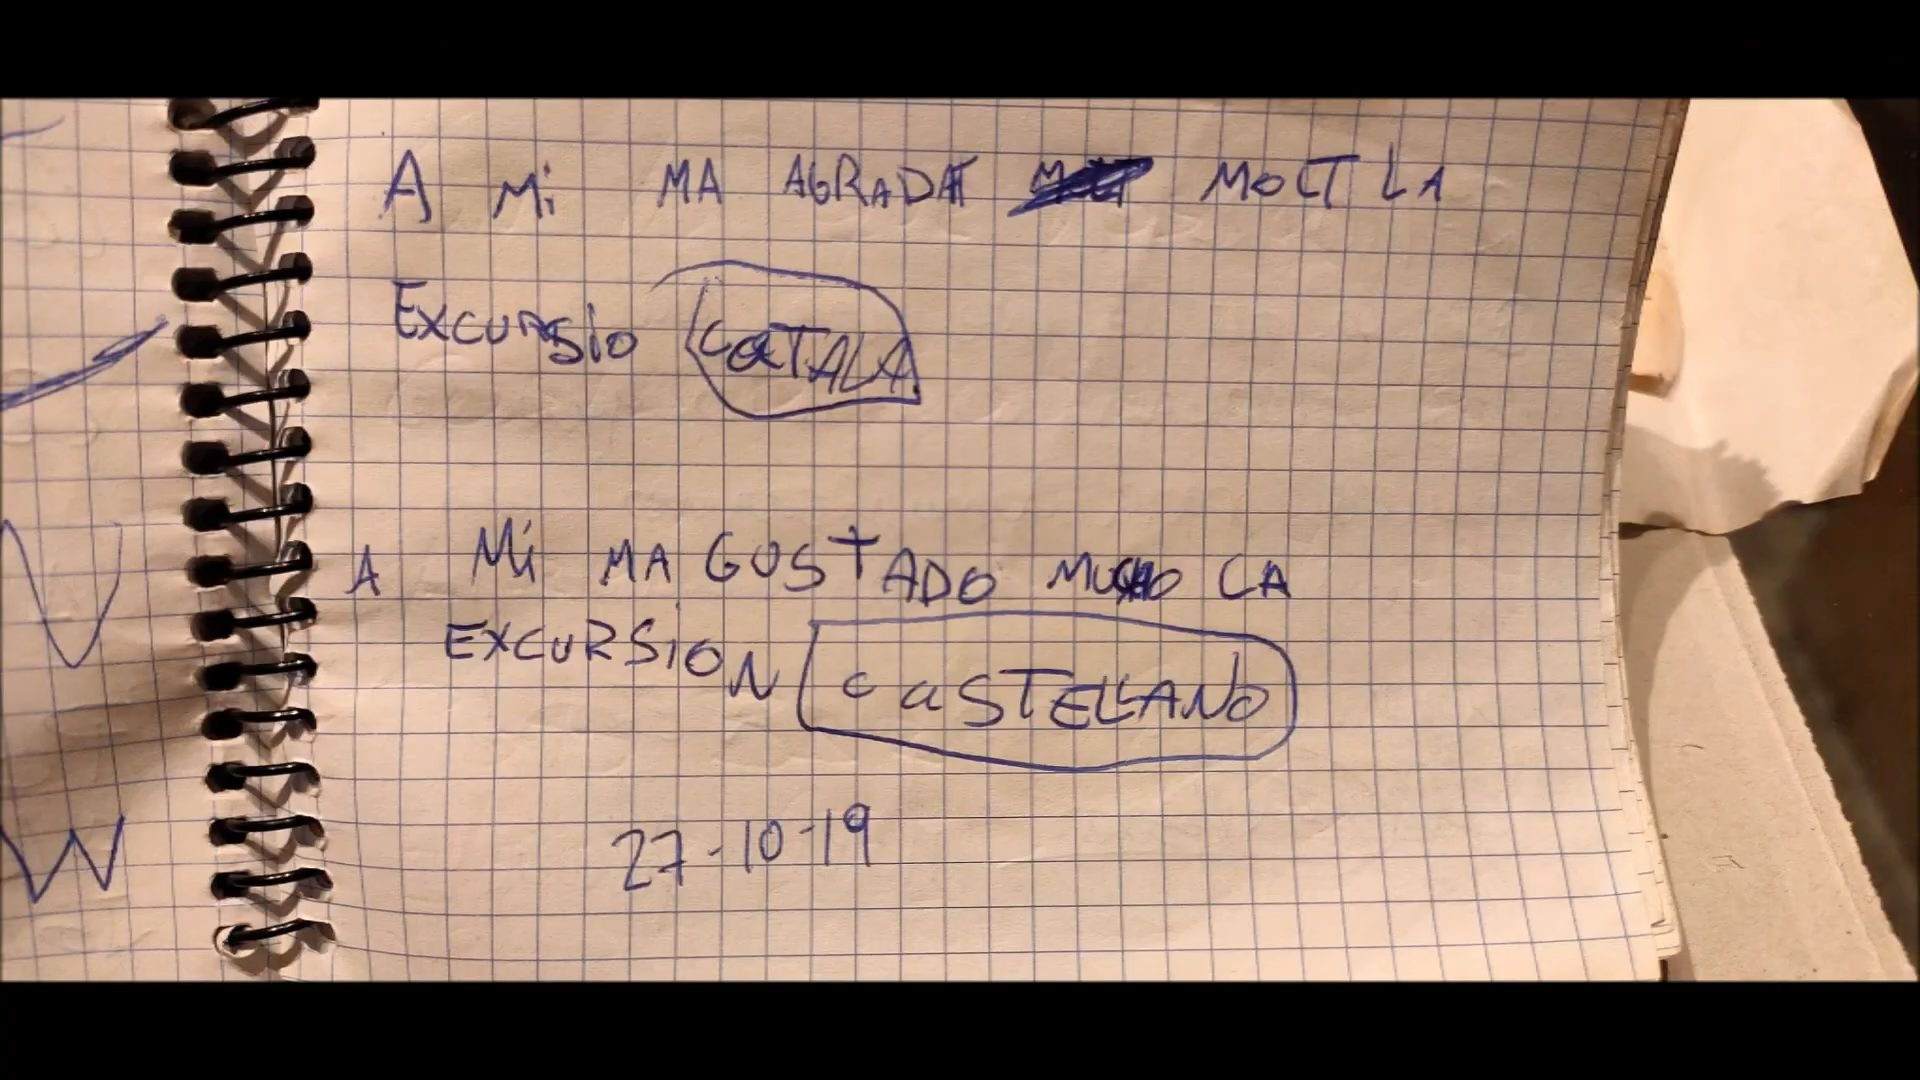 A Mi MA AGRADAT MOLT LA
EXCURSiO CaTALA
A Mi MA GUSTADO MUCHO LA
EXCURSiON CaSTELLANO
27-10-19